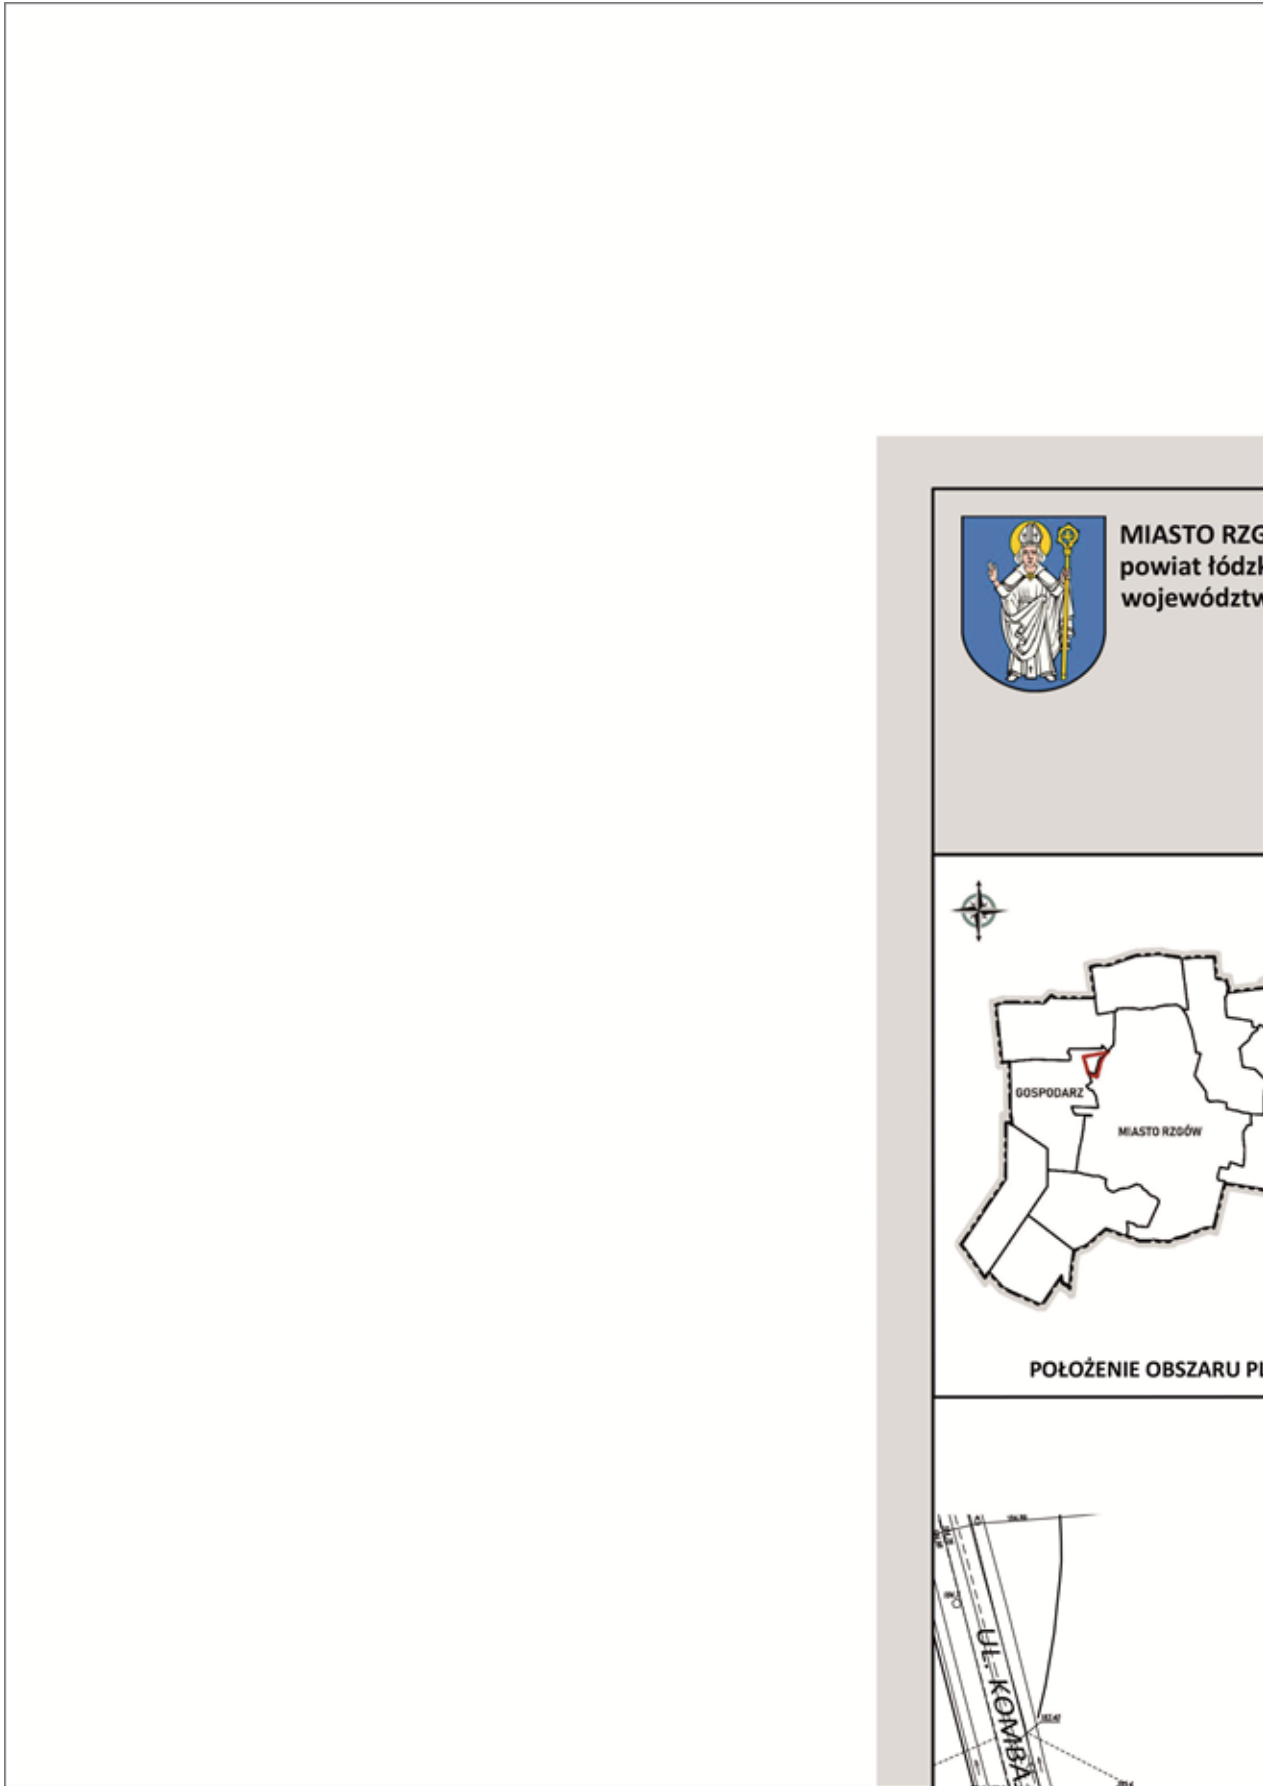 MIASTO RZG
powiat łódzk
województw
GOSPODARZ
MIASTO RZGÓW
POŁOŻENIE OBSZARU PL
UL. KOMBA